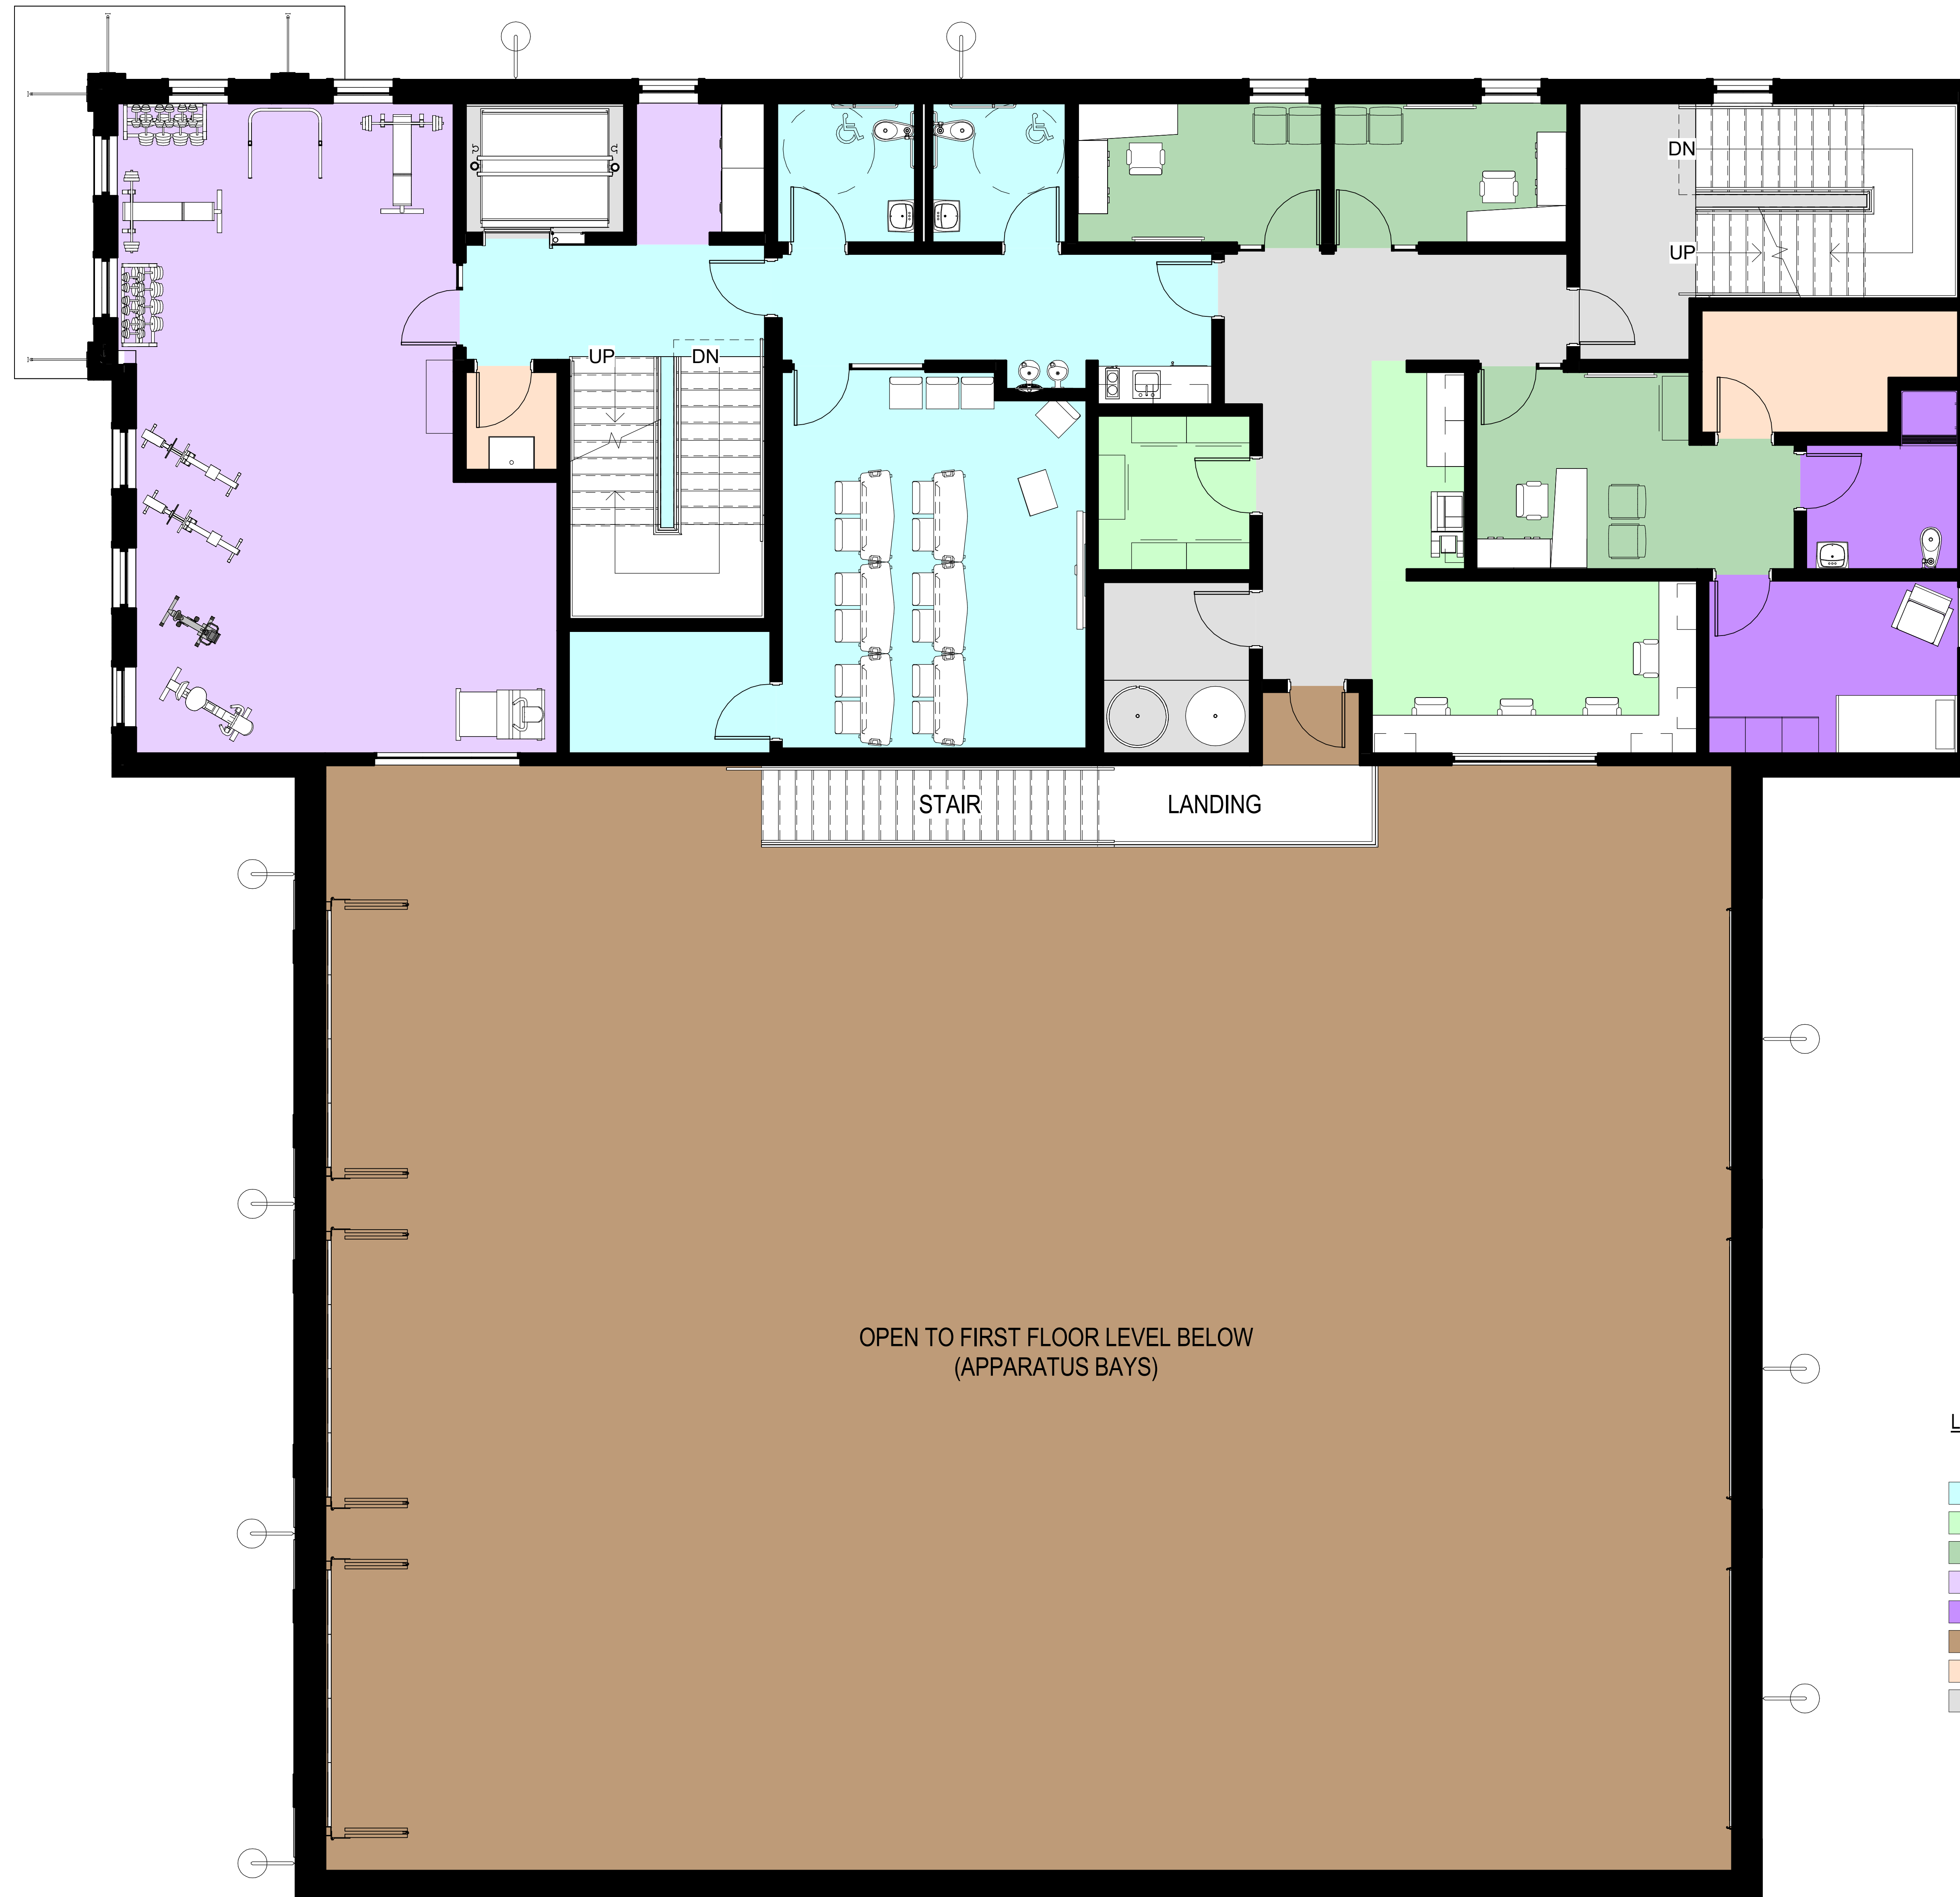 DN
UP
UP
DN
STAIR
LANDING
OPEN TO FIRST FLOOR LEVEL BELOW
(APPARATUS BAYS)
L